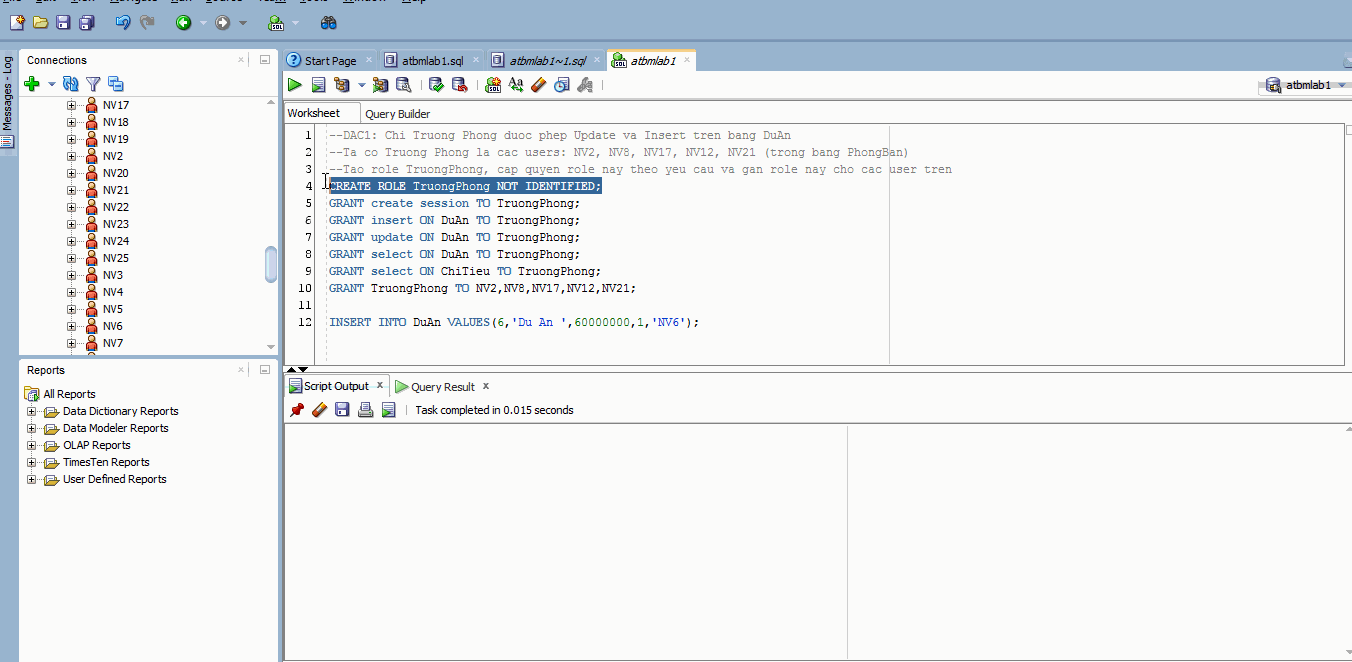 Connections
Messages - Log
NV17
NV18
NV19
NV2
NV20
NV21
NV22
NV23
NV24
NV25
NV3
NV4
NV5
NV6
NV7
Reports
All Reports
Data Dictionary Reports
Data Modeler Reports
OLAP Reports
TimesTen Reports
User Defined Reports
Start Page
atbmlab1.sql
atbmlab1~1.sql
atbmlab1
atbmlab1
Worksheet
Query Builder
1 --DAC1: Chi Truong Phong duoc phep Update va Insert tren bang DuAn
2 --Ta co Truong Phong la cac users: NV2, NV8, NV17, NV12, NV21 (trong bang PhongBan)
3 --Tao role TruongPhong, cap quyen role nay theo yeu cau va gan role nay cho cac user tren
4 CREATE ROLE TruongPhong NOT IDENTIFIED;
5 GRANT create session TO TruongPhong;
6 GRANT insert ON DuAn TO TruongPhong;
7 GRANT update ON DuAn TO TruongPhong;
8 GRANT select ON DuAn TO TruongPhong;
9 GRANT select ON ChiTieu TO TruongPhong;
10 GRANT TruongPhong TO NV2,NV8,NV17,NV12,NV21;
11
12 INSERT INTO DuAn VALUES(6,'Du An ',60000000,1,'NV6');
Script Output
Query Result
Task completed in 0.015 seconds